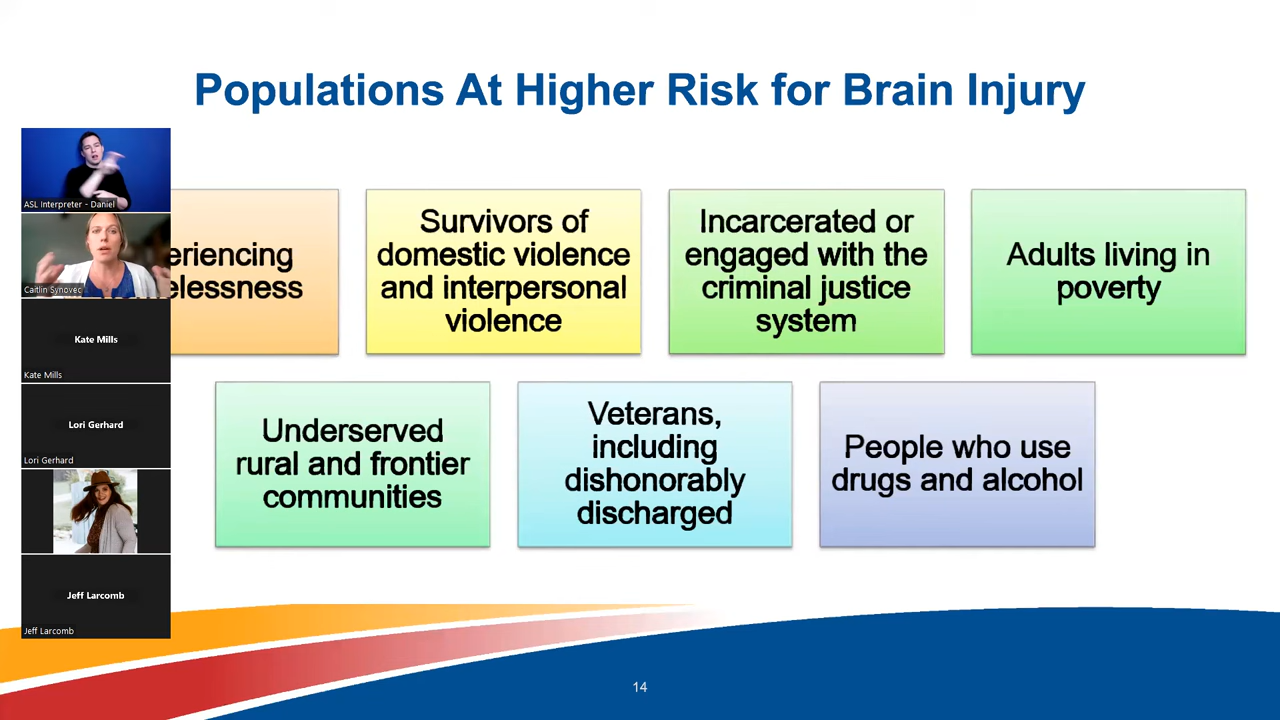 Populations At Higher Risk for Brain Injury
ASL Interpreter - Daniel
Caitlin Synovec
Kate Mills
Kate Mills
Lori Gerhard
Lori Gerhard
Jeff Larcomb
Jeff Larcomb
eriencing
elessness
Survivors of
domestic violence
and interpersonal
violence
Incarcerated or
engaged with the
criminal justice
system
Adults living in
poverty
Underserved
rural and frontier
communities
Veterans,
including
dishonorably
discharged
People who use
drugs and alcohol
14